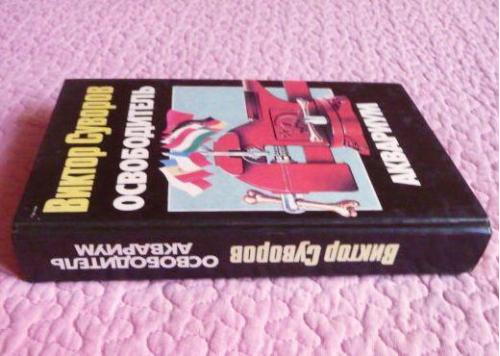 Виктор Суворов
ОСВОБОДИТЕЛЬ
АКВАРИУМ
Виктор Суворов
ОСВОБОДИТЕЛЬ
АКВАРИУМ